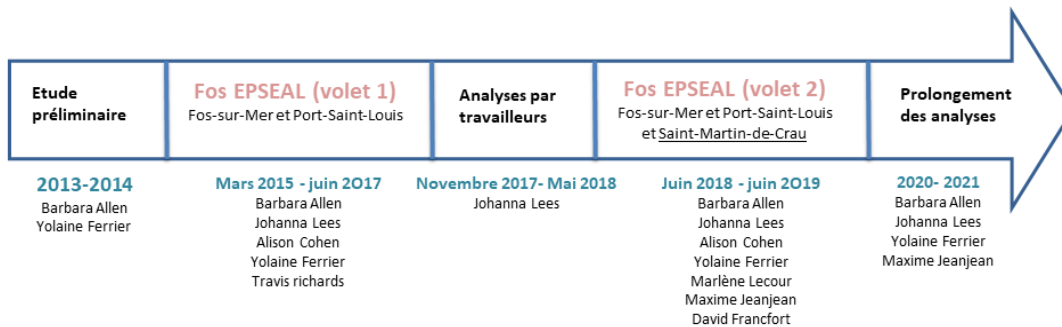 Etude
préliminaire
Fos EPSEAL (volet 1)
Fos-sur-Mer et Port-Saint-Louis
Analyses par
travailleurs
Fos EPSEAL (volet 2)
Fos-sur-Mer et Port-Saint-Louis
et Saint-Martin-de-Crau
Prolongement
des analyses
2013-2014
Barbara Allen
Yolaine Ferrier
Mars 2015 - juin 2O17
Barbara Allen
Johanna Lees
Alison Cohen
Yolaine Ferrier
Travis richards
Novembre 2017- Mai 2018
Johanna Lees
Juin 2018 - juin 2O19
Barbara Allen
Johanna Lees
Alison Cohen
Yolaine Ferrier
Marlène Lecour
Maxime Jeanjean
David Francfort
2020- 2021
Barbara Allen
Johanna Lees
Yolaine Ferrier
Maxime Jeanjean